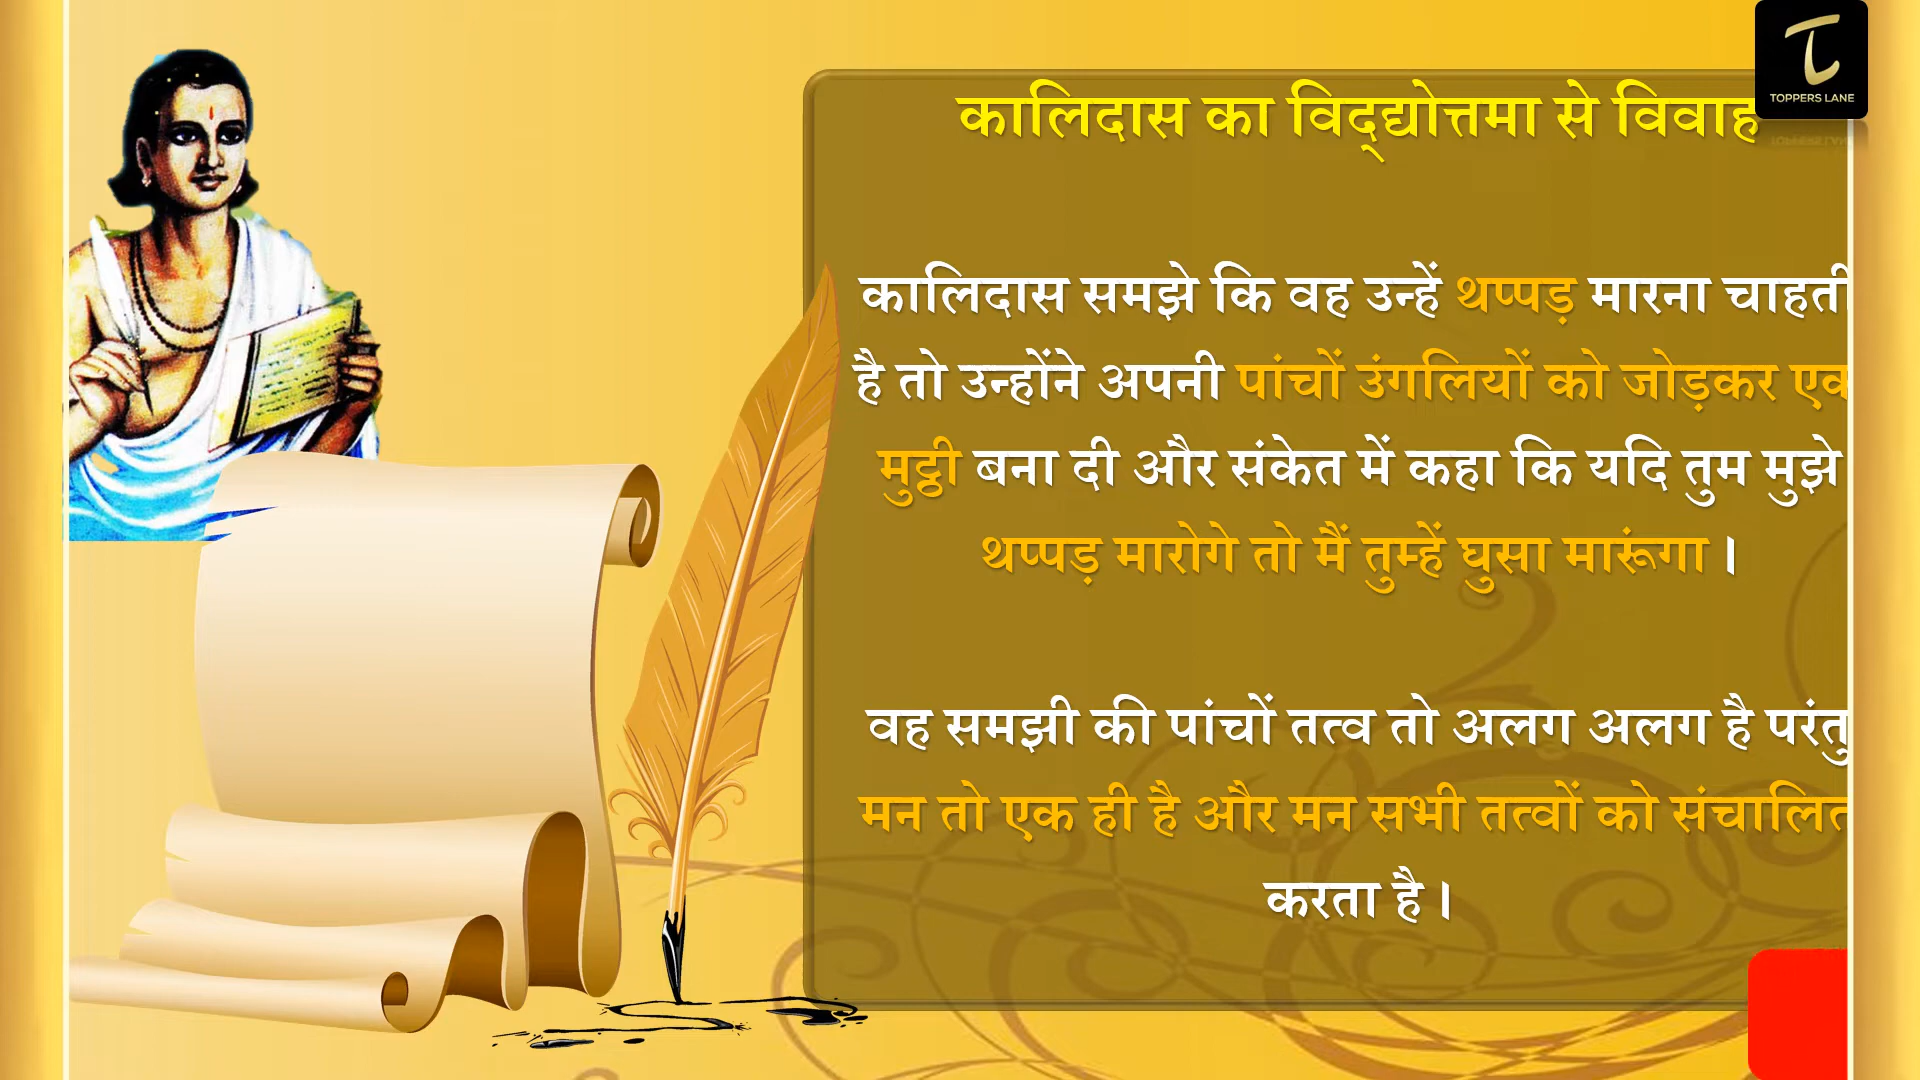 कालिदास का विद्योत्तमा से विवाह
TOPPERS LANE
कालिदास समझे कि वह उन्हें थप्पड़ मारना चाहती
है तो उन्होंने अपनी पांचों उंगलियों को जोड़कर एक
मुट्ठी बना दी और संकेत में कहा कि यदि तुम मुझे
थप्पड़ मारोगे तो मैं तुम्हें घुसा मारूंगा।
वह समझी की पांचों तत्व तो अलग अलग है परंतु
मन तो एक ही है और मन सभी तत्वों को संचालित
करता है।